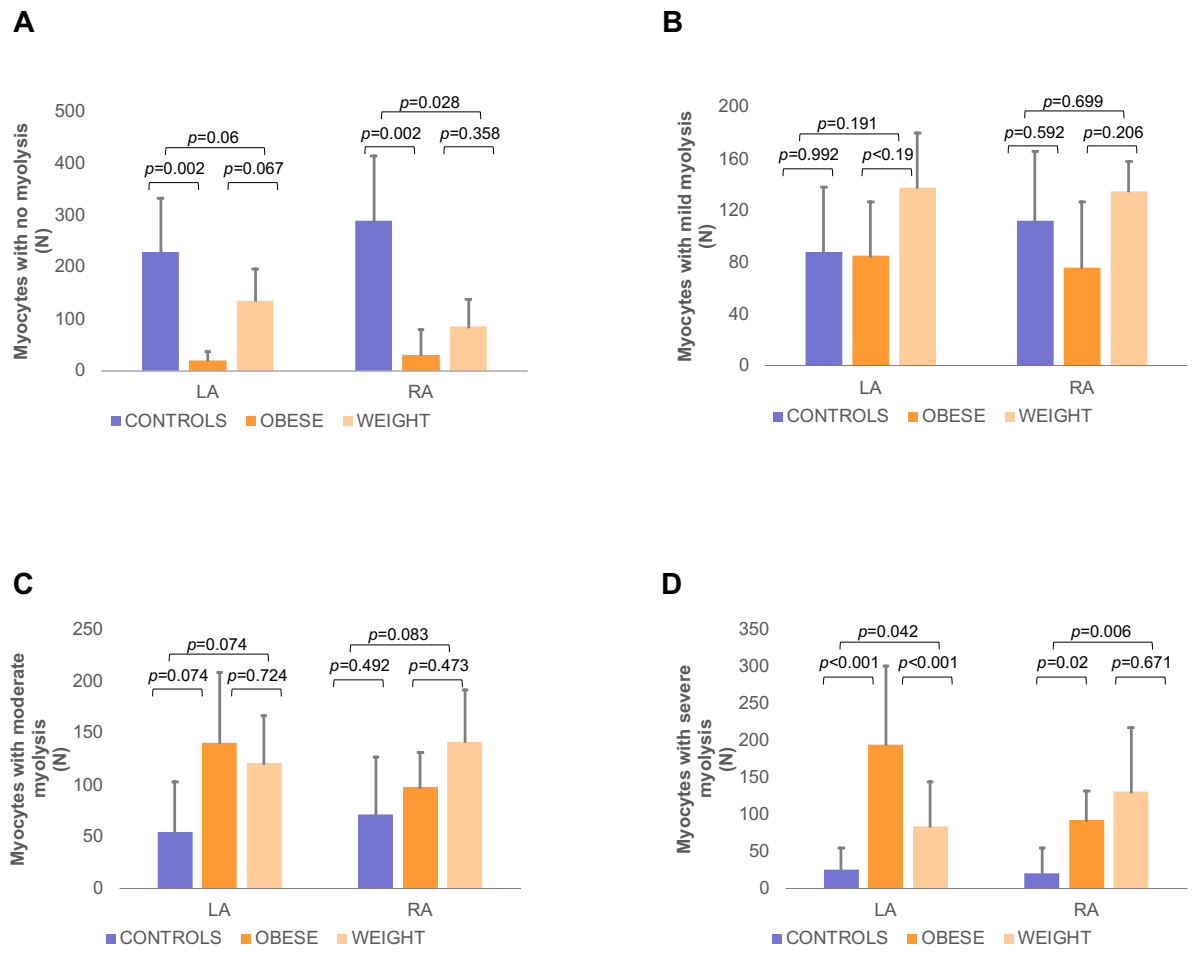 A
Myocytes with no myolysis
(N)
500
400
300
200
100
0
p=0.06
p=0.002
p=0.067
p=0.028
p=0.002
p=0.358
LA
RA
CONTROLS
OBESE
WEIGHT
B
Myocytes with mild myolysis
(N)
200
160
120
80
40
0
p=0.191
p=0.992
p<0.19
p=0.699
p=0.592
p=0.206
LA
RA
CONTROLS
OBESE
WEIGHT
C
Myocytes with moderate
myolysis
(N)
250
200
150
100
50
0
p=0.074
p=0.074
p=0.724
p=0.083
p=0.492
p=0.473
LA
RA
CONTROLS
OBESE
WEIGHT
D
Myocytes with severe
myolysis
(N)
350
300
250
200
150
100
50
0
p=0.042
p<0.001
p<0.001
p=0.006
p=0.02
p=0.671
LA
RA
CONTROLS
OBESE
WEIGHT